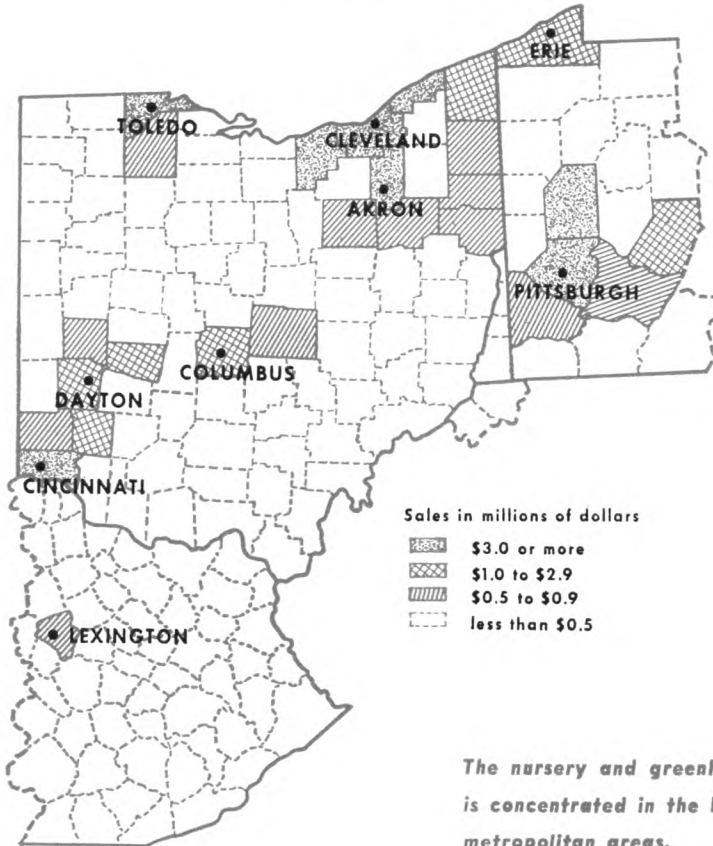 ERIE
TOLEDO
CLEVELAND
AKRON
PITTSBURGH
COLUMBUS
DAYTON
CINCINNATI
LEXINGTON
Sales in millions of dollars
$3.0 or more
$1.0 to $2.9
$0.5 to $0.9
less than $0.5
The nursery and
is concentrated in the
metropolitan areas.